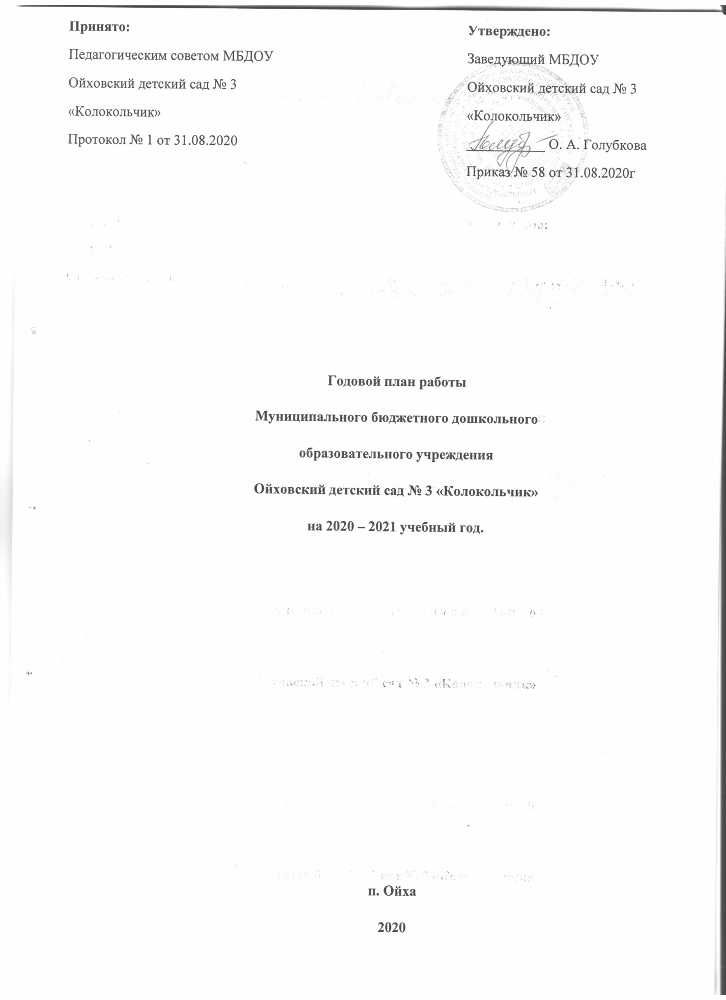 Принято:
Педагогическим советом МБДОУ
Ойховский детский сад № 3
«Колокольчик»
Протокол № 1 от 31.08.2020
Утверждено:
Заведующий МБДОУ
Ойховский детский сад № 3
«Колокольчик»
О. А. Голубкова
Приказ № 58 от 31.08.2020г
Годовой план работы
Муниципального бюджетного дошкольного
образовательного учреждения
Ойховский детский сад № 3 «Колокольчик»
на 2020 – 2021 учебный год.
п. Ойха
2020